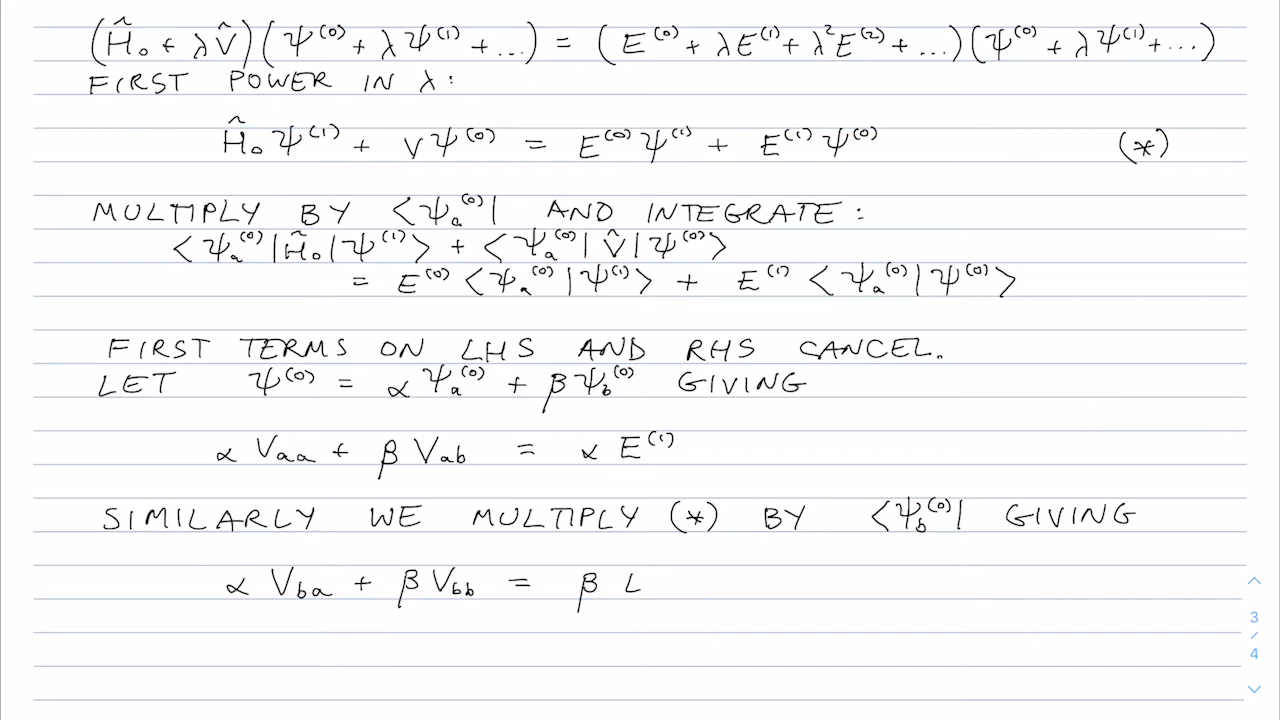 (Ĥ₀ + λV̂)(ψ⁽⁰⁾ + λψ⁽¹⁾ + ...) = (E⁽⁰⁾ + λE⁽¹⁾ + λ²E⁽²⁾ + ...)(ψ⁽⁰⁾ + λψ⁽¹⁾ + ...)
FIRST POWER IN λ:
Ĥ₀ψ⁽¹⁾ + Vψ⁽⁰⁾ = E⁽⁰⁾ψ⁽¹⁾ + E⁽¹⁾ψ⁽⁰⁾ (*)
MULTIPLY BY <ψₐ⁽⁰⁾| AND INTEGRATE:
<ψₐ⁽⁰⁾|Ĥ₀|ψ⁽¹⁾> + <ψₐ⁽⁰⁾|V̂|ψ⁽⁰⁾>
= E⁽⁰⁾<ψₐ⁽⁰⁾|ψ⁽¹⁾> + E⁽¹⁾<ψₐ⁽⁰⁾|ψ⁽⁰⁾>
FIRST TERMS ON LHS AND RHS CANCEL.
LET ψ⁽⁰⁾ = αψₐ⁽⁰⁾ + βψ_b⁽⁰⁾ GIVING
αVₐₐ + βV_ab = αE⁽¹⁾
SIMILARLY WE MULTIPLY (*) BY <ψ_b⁽⁰⁾| GIVING
αV_ba + βV_bb = β L
3
/
4